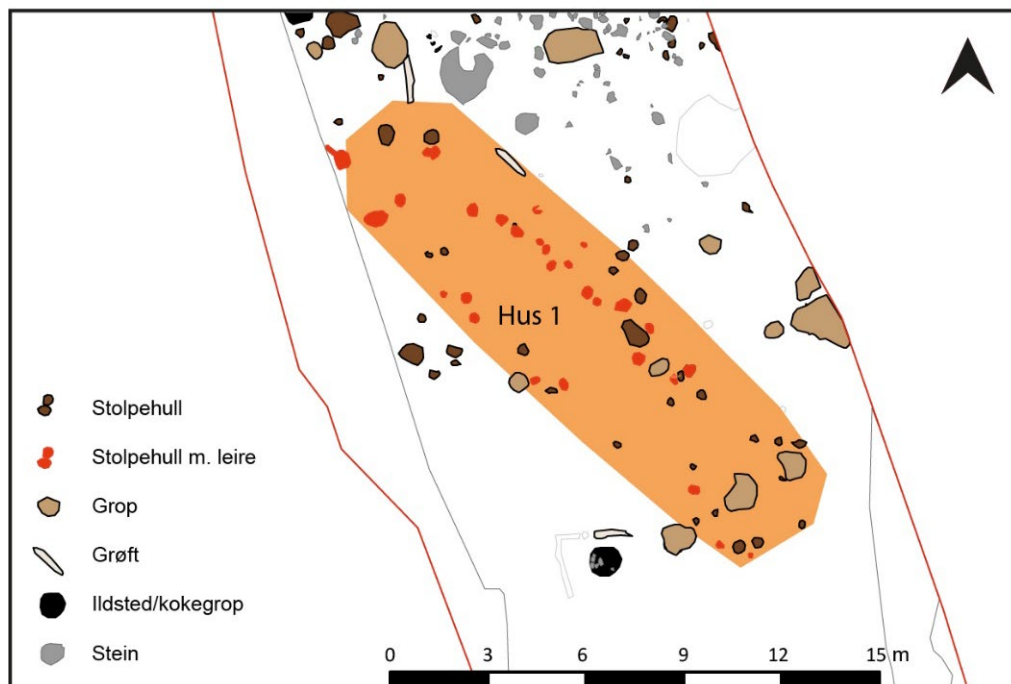 Hus 1
Stolpehull
Stolpehull m. leire
Grop
Grøft
Ildsted/kokegrop
Stein
0 3 6 9 12 15 m